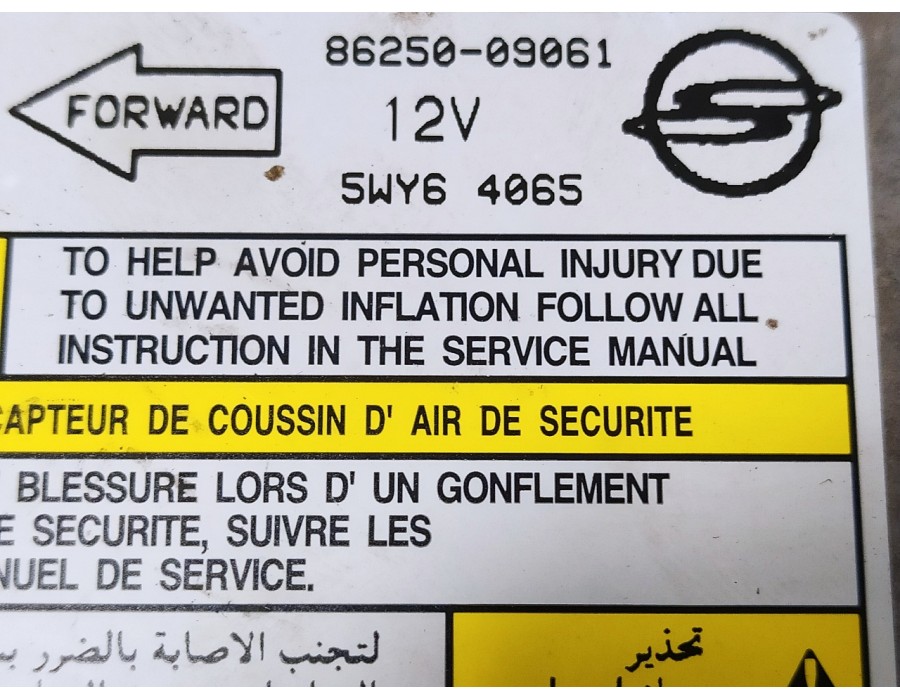 86250-09061
FORWARD
12V
5WY6 4065
TO HELP AVOID PERSONAL INJURY DUE
TO UNWANTED INFLATION FOLLOW ALL
INSTRUCTION IN THE SERVICE MANUAL
CAPTEUR DE COUSSIN D' AIR DE SECURITE
BLESSURE LORS D' UN GONFLEMENT
E SECURITE, SUIVRE LES
NUEL DE SERVICE.
تحذير
لتجنب الاصابة بالضرر